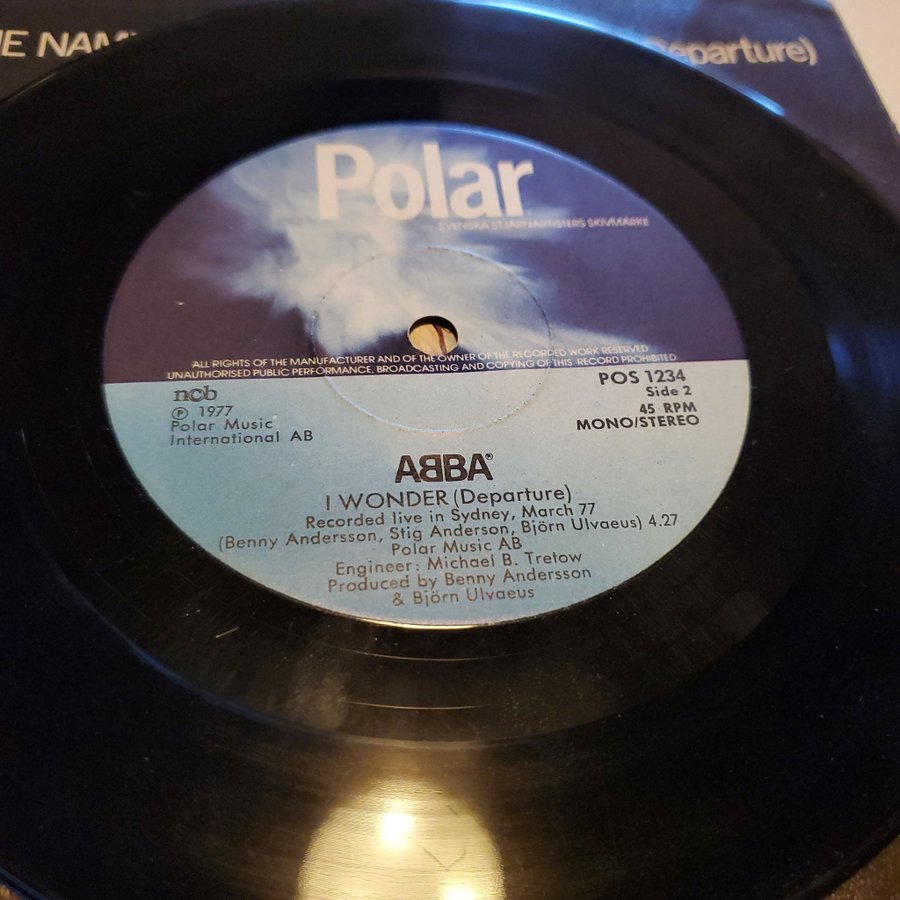 HE NAM
Departure)
Polar
SVENSKA STJÄRNARTISTERS SKIVMÄRKE
ALL RIGHTS OF THE MANUFACTURER AND OF THE OWNER OF THE RECORDED WORK RESERVED
UNAUTHORISED PUBLIC PERFORMANCE, BROADCASTING AND COPYING OF THIS RECORD PROHIBITED
ncb
POS 1234
Side 2
℗ 1977
45 RPM
Polar Music
MONO/STEREO
International AB
ABBA®
I WONDER (Departure)
Recorded live in Sydney, March 77
(Benny Andersson, Stig Anderson, Björn Ulvaeus) 4.27
Polar Music AB
Engineer: Michael B. Tretow
Produced by Benny Andersson
& Björn Ulvaeus